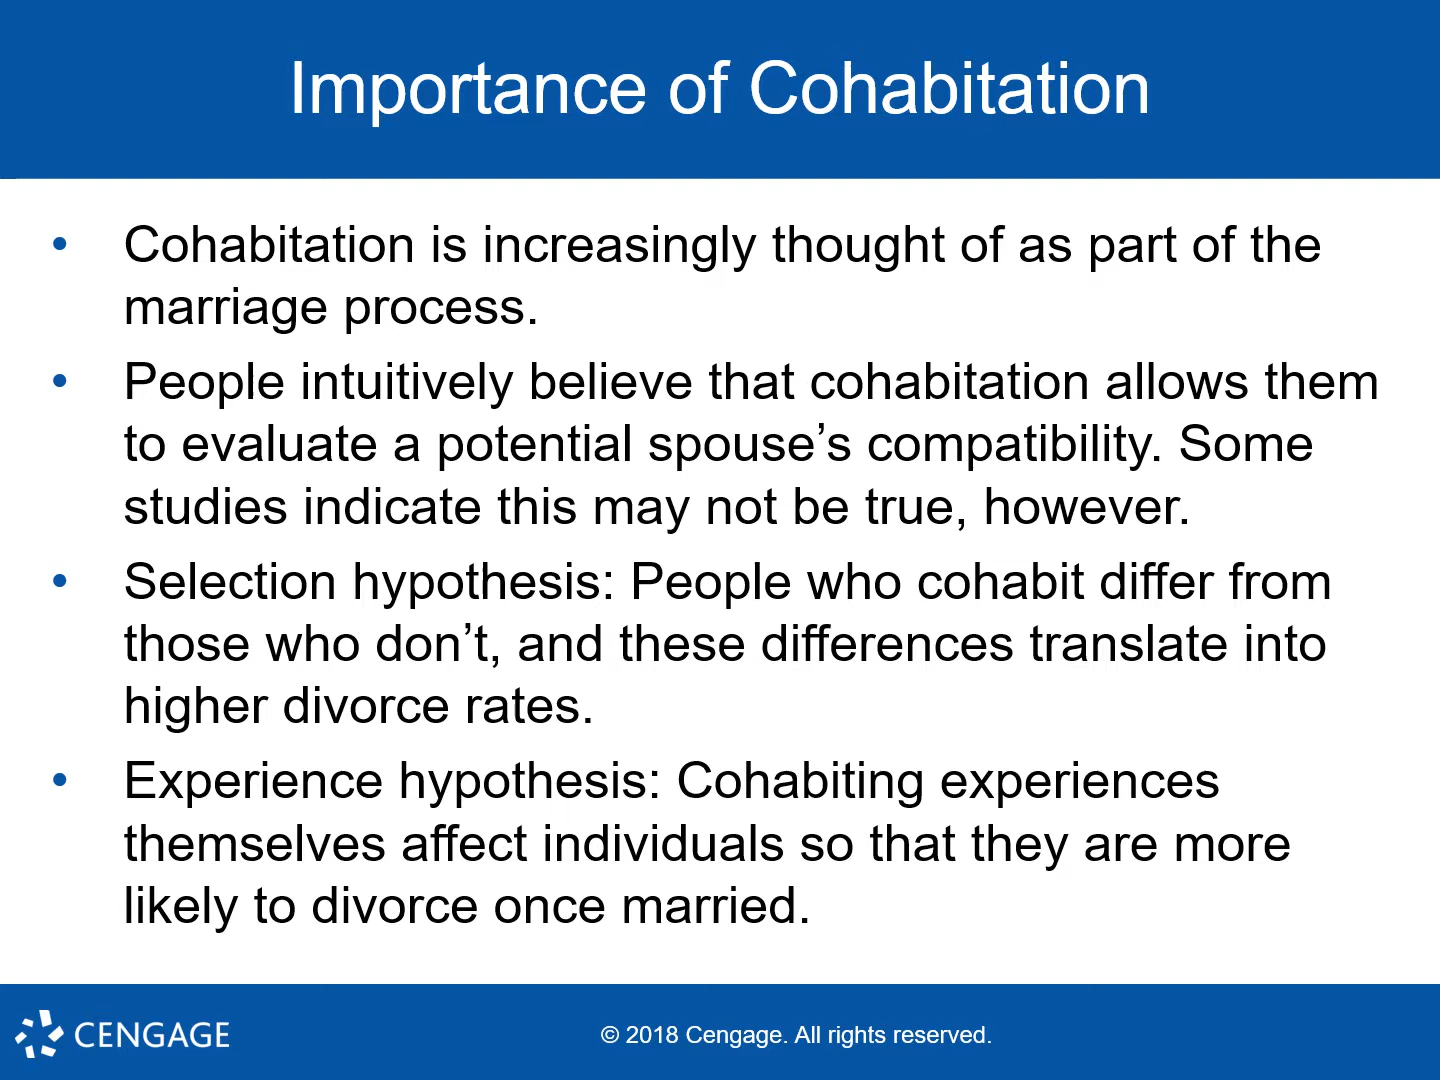 Importance of Cohabitation
• Cohabitation is increasingly thought of as part of the
marriage process.
• People intuitively believe that cohabitation allows them
to evaluate a potential spouse’s compatibility. Some
studies indicate this may not be true, however.
• Selection hypothesis: People who cohabit differ from
those who don’t, and these differences translate into
higher divorce rates.
• Experience hypothesis: Cohabiting experiences
themselves affect individuals so that they are more
likely to divorce once married.
CENGAGE
© 2018 Cengage. All rights reserved.